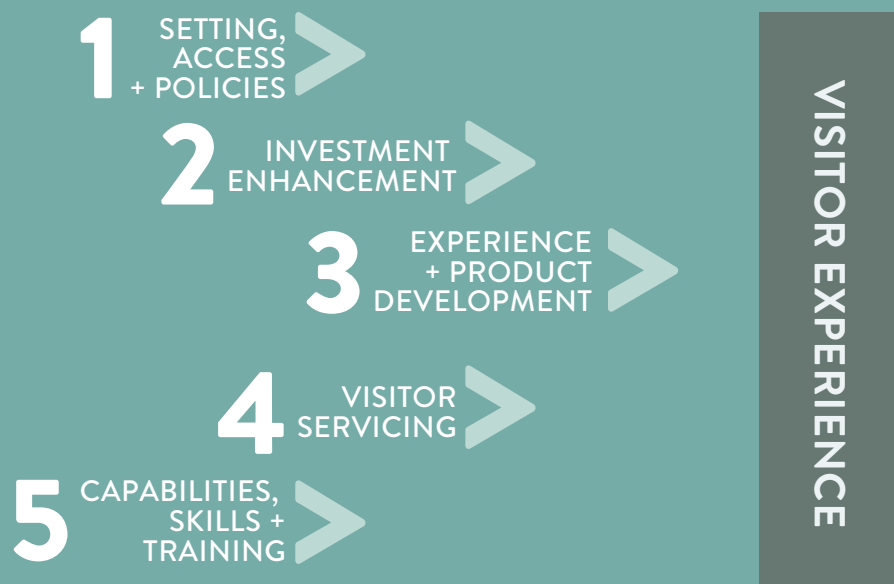 1 SETTING,
ACCESS
+ POLICIES
2 INVESTMENT
ENHANCEMENT
3 EXPERIENCE
+ PRODUCT
DEVELOPMENT
4 VISITOR
SERVICING
5 CAPABILITIES,
SKILLS +
TRAINING
VISITOR EXPERIENCE